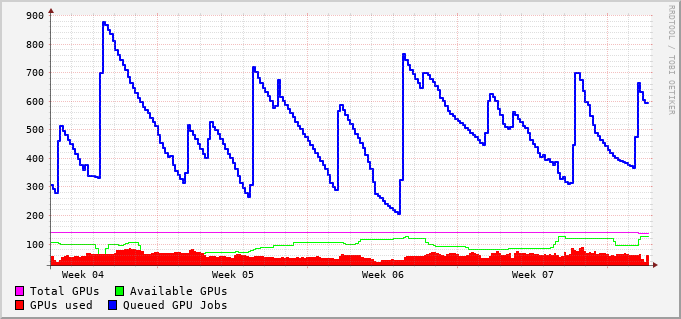 900
800
700
600
500
400
300
200
100
Week 04 Week 05 Week 06 Week 07
Total GPUs Available GPUs
GPUs used Queued GPU Jobs
RRDTOOL / TOBI OETIKER